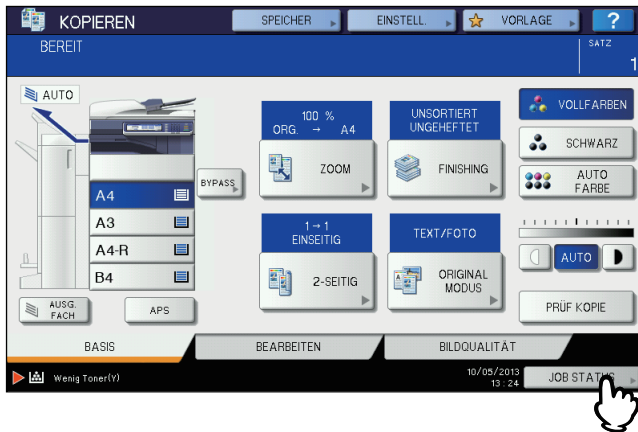 KOPIEREN
SPEICHER
EINSTELL.
VORLAGE
?
BEREIT
SATZ
1
AUTO
100 %
ORG. → A4
ZOOM
UNSORTIERT
UNGEHEFTET
FINISHING
VOLLFARBEN
SCHWARZ
AUTO
FARBE
BYPASS
A4
A3
A4-R
B4
1→1
EINSEITIG
2-SEITIG
TEXT/FOTO
ORIGINAL
MODUS
AUTO
AUSG.
FACH
APS
PRÜF KOPIE
BASIS
BEARBEITEN
BILDQUALITÄT
Wenig Toner(Y)
10/05/2013
13:24
JOB STATUS